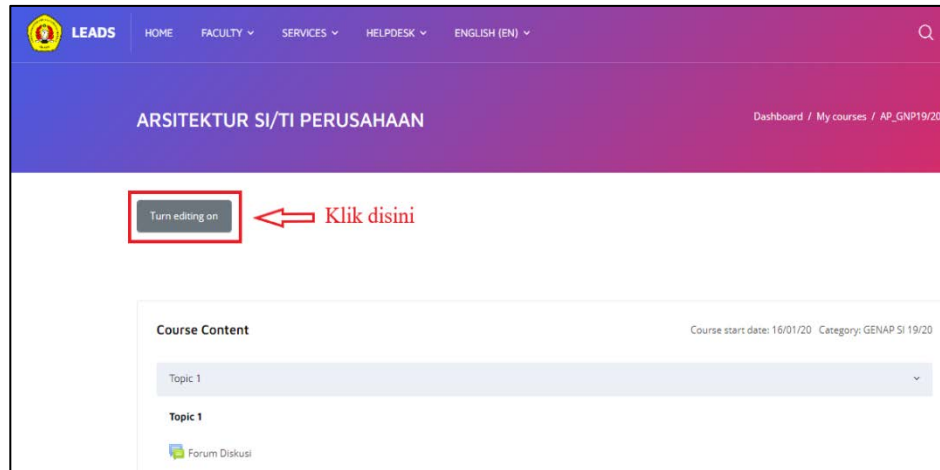 LEADS HOME FACULTY SERVICES HELPDESK ENGLISH (EN)
ARSITEKTUR SI/TI PERUSAHAAN
Dashboard / My courses / AP_GNP19/20
Turn editing on
Klik disini
Course Content
Course start date: 16/01/20 Category: GENAP SI 19/20
Topic 1
Topic 1
Forum Diskusi